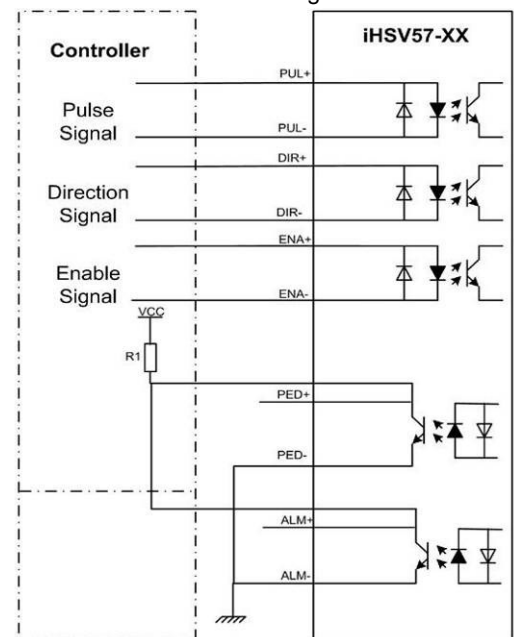 Controller
iHSV57-XX
PUL+
Pulse
Signal
PUL-
DIR+
Direction
Signal
DIR-
ENA+
Enable
Signal
ENA-
VCC
R1
PED+
PED-
ALM+
ALM-